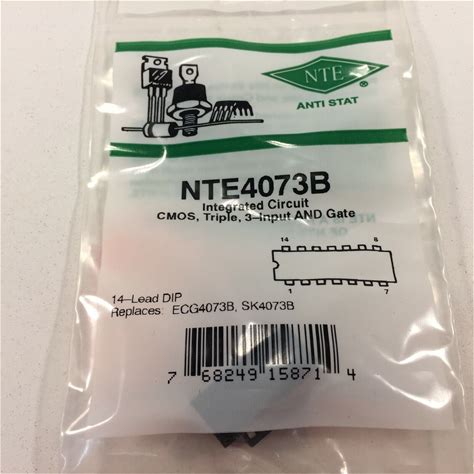 NTE ®
ANTI STAT
NTE4073B
Integrated Circuit
CMOS, Triple, 3–Input AND Gate
14 8
1 7
14–Lead DIP
Replaces: ECG4073B, SK4073B
7 68249 15871 4